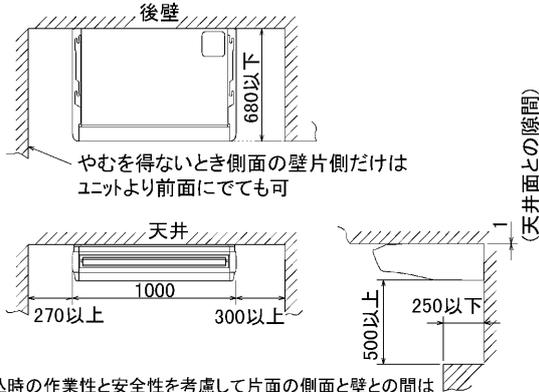 後壁
680以下
やむを得ないとき側面の壁片側だけは
ユニットより前面にでても可
天井
1000
270以上
300以上
500以上
250以下
1
(天井面との隙間)
時の作業性と安全性を考慮して片面の側面と壁との間は